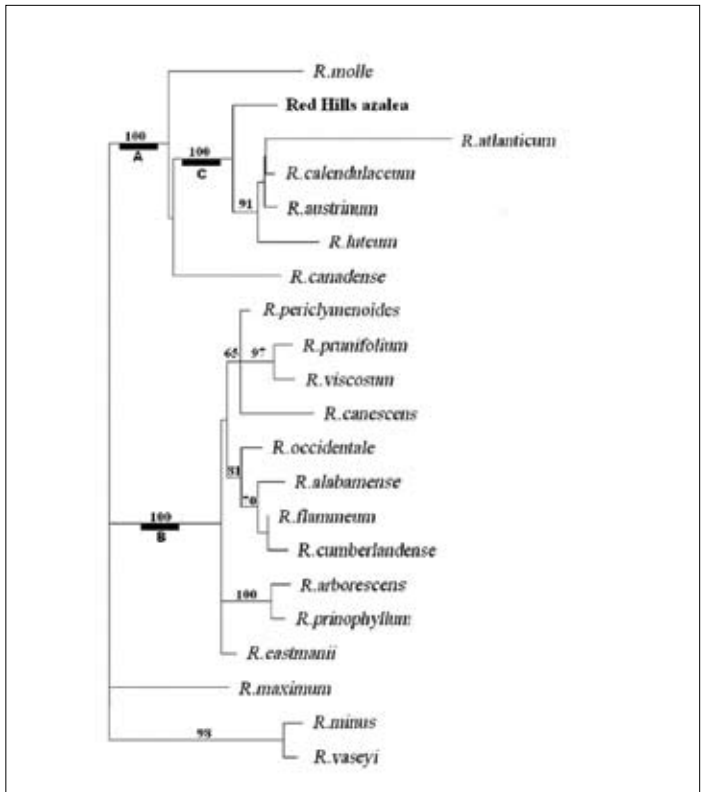 R.molle
Red Hills azalea
100
A
100
C
R.atlanticum
R.calendulaceum
R.austrinum
91
R.luteum
R.canadense
R.periclymenoides
65 97
R.prunifolium
R.viscosum
R.canescens
R.occidentale
81
R.alabamense
70
R.flammeum
100
B
R.cumberlandense
R.arborescens
100
R.prinophyllum
R.eastmanii
R.maximum
R.minus
98
R.vaseyi